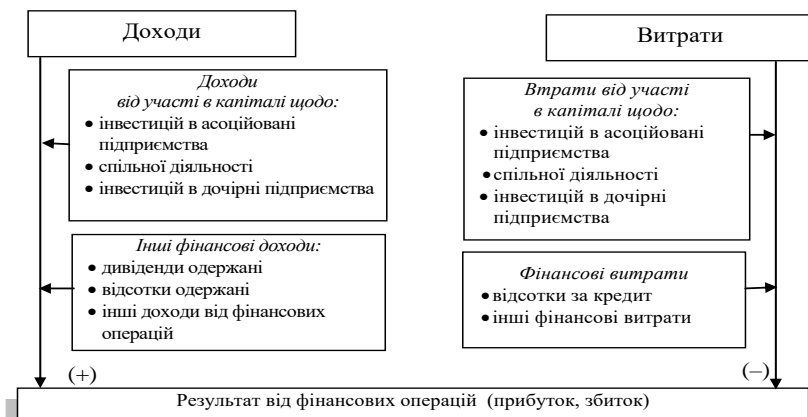 Доходи
Витрати
Доходи
від участі в капіталі щодо:
• інвестицій в асоційовані
підприємства
• спільної діяльності
• інвестицій в дочірні підприємства
Втрати від участі
в капіталі щодо:
• інвестицій в асоційовані
підприємства
•спільної діяльності
• інвестицій в дочірні
підприємства
Інші фінансові доходи:
• дивіденди одержані
• відсотки одержані
• інші доходи від фінансових
операцій
Фінансові витрати
• відсотки за кредит
• інші фінансові витрати
(+)
(–)
Результат від фінансових операцій (прибуток, збиток)